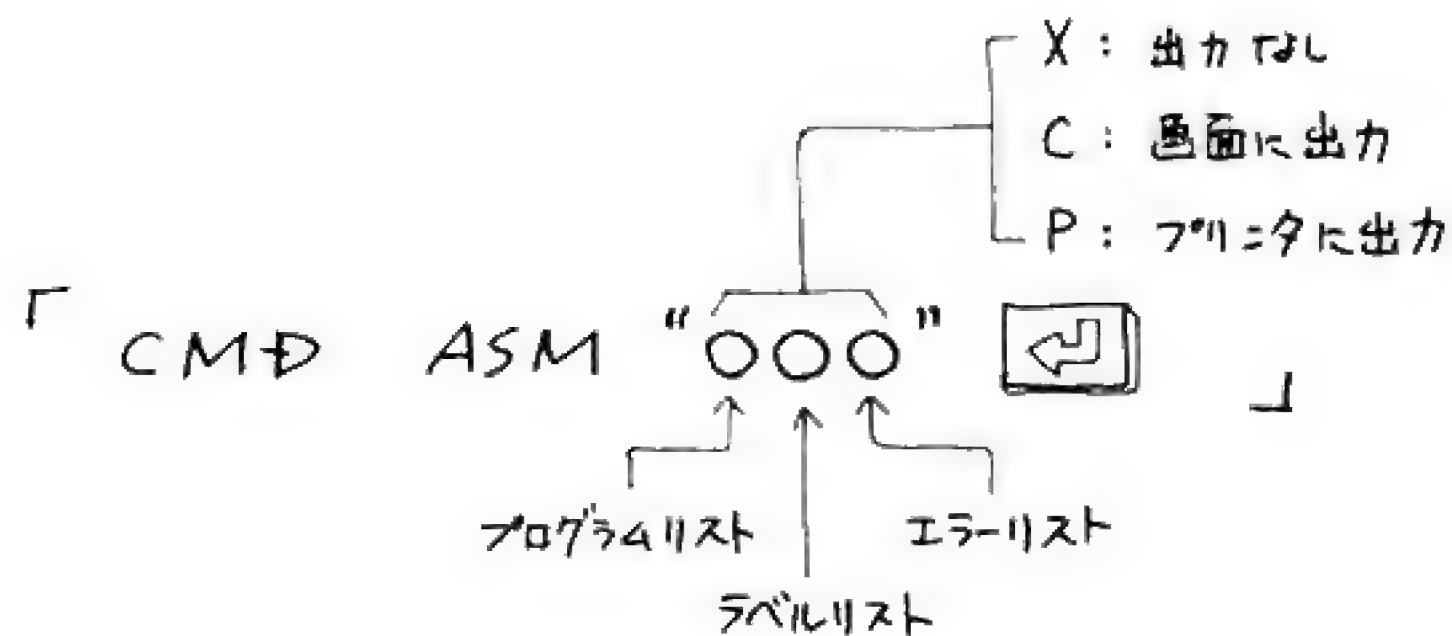 X : 出力なし
C : 画面に出力
P : プリンタに出力
「 CMD ASM "○○○" ⏎ 」
プログラムリスト
エラーリスト
ラベルリスト